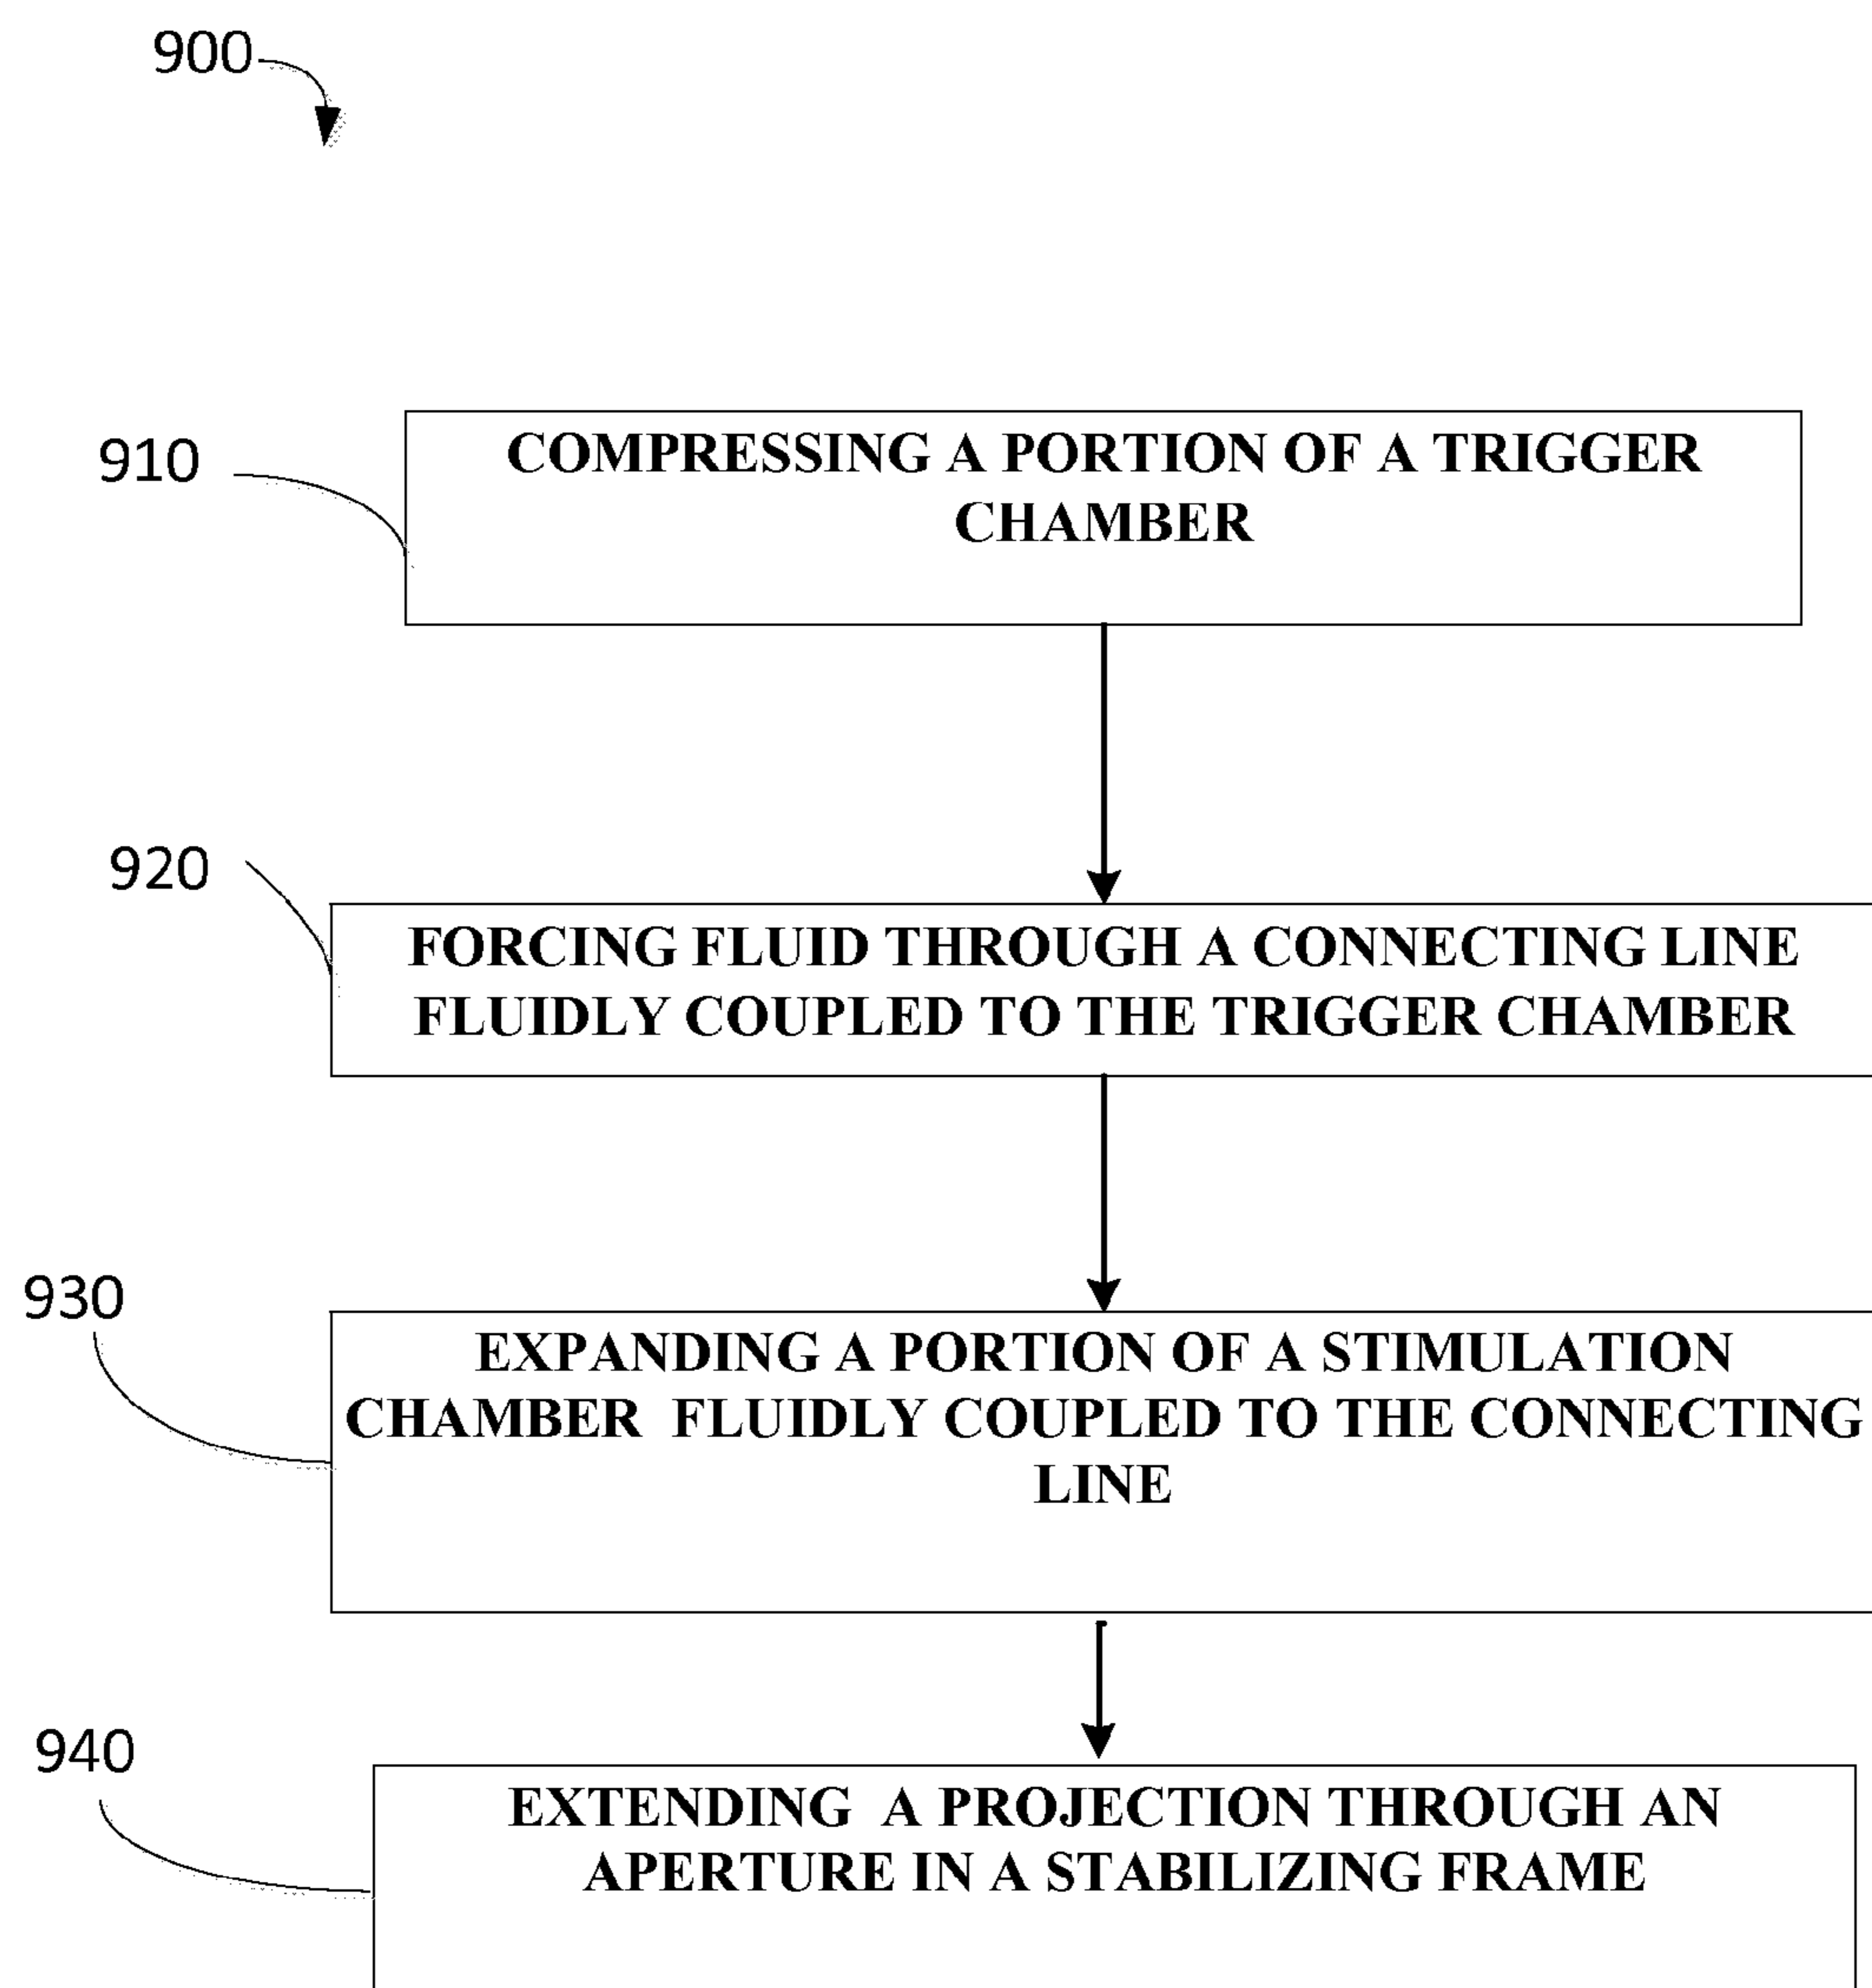 900
910
COMPRESSING A PORTION OF A TRIGGER
CHAMBER
920
FORCING FLUID THROUGH A CONNECTING LINE
FLUIDLY COUPLED TO THE TRIGGER CHAMBER
930
EXPANDING A PORTION OF A STIMULATION
CHAMBER FLUIDLY COUPLED TO THE CONNECTING
LINE
940
EXTENDING A PROJECTION THROUGH AN
APERTURE IN A STABILIZING FRAME